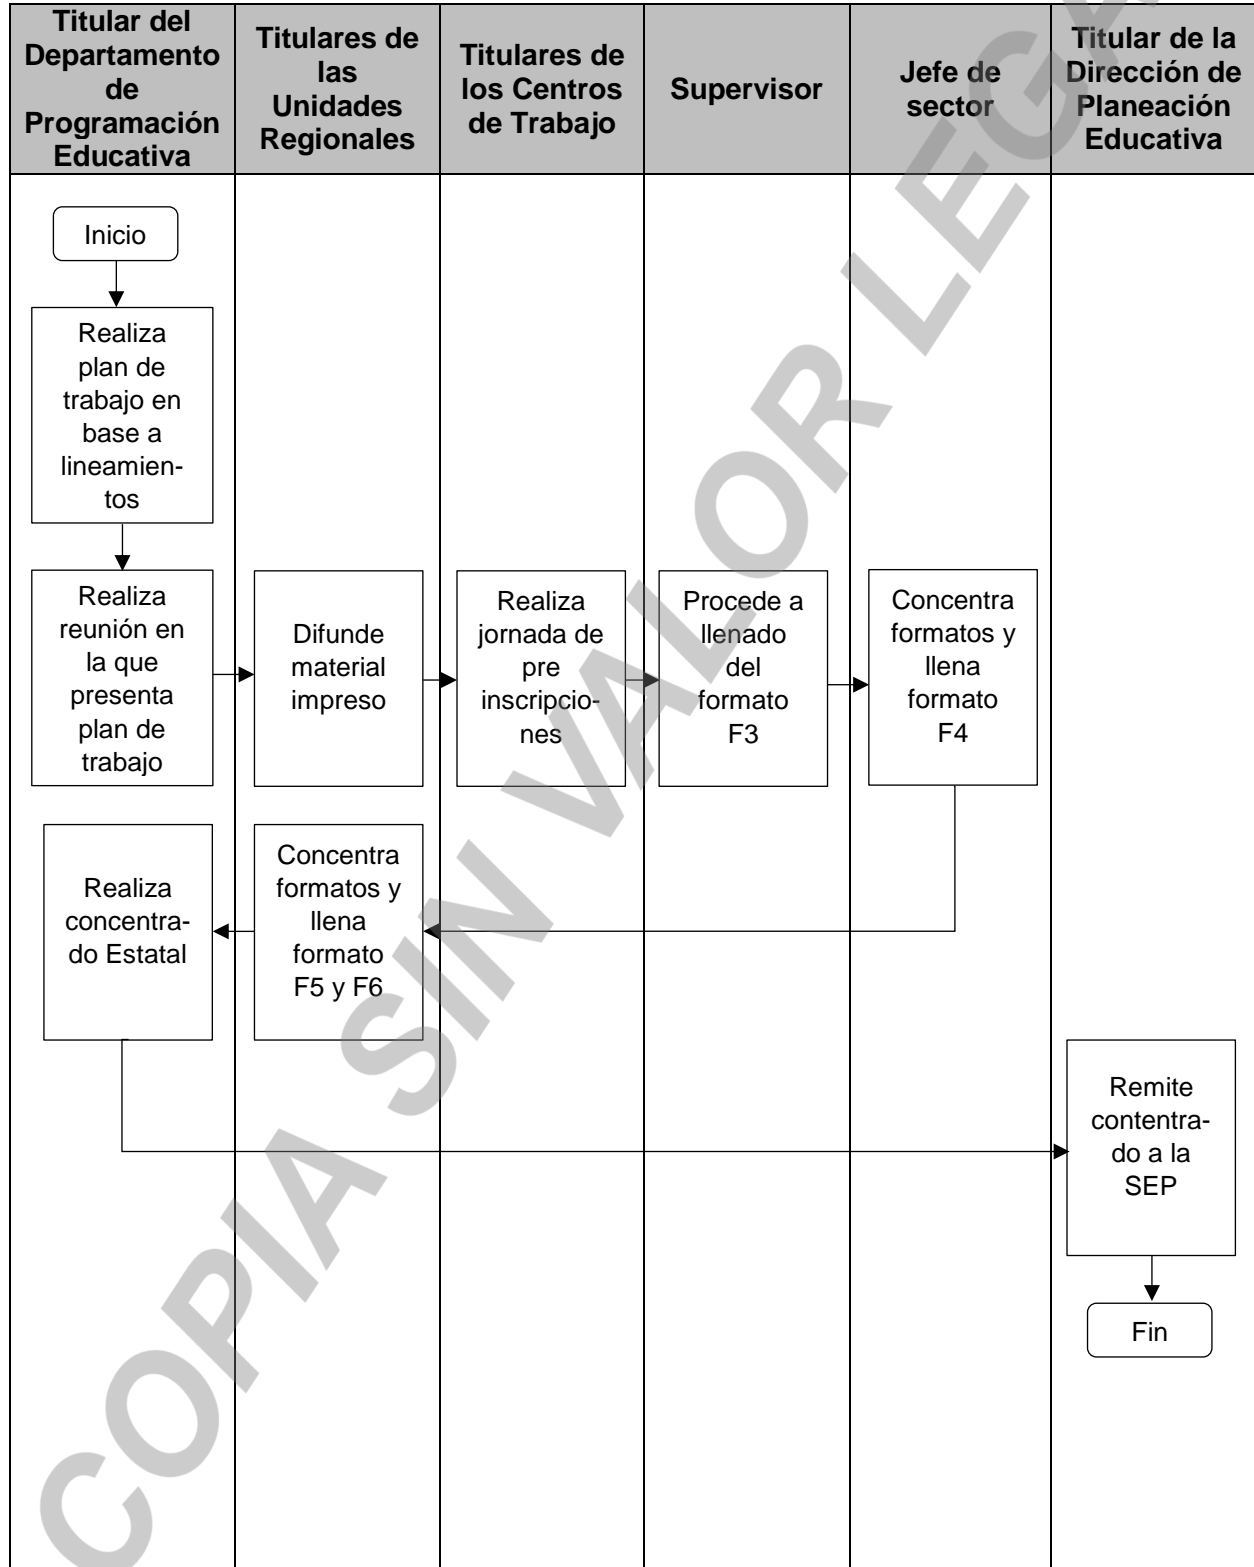 Titular del
Departamento
de
Programación
Educativa
Titulares de
las
Unidades
Regionales
Titulares de
los Centros
de Trabajo
Supervisor
Jefe de
sector
Titular de la
Dirección de
Planeación
Educativa
Inicio
Realiza
plan de
trabajo en
base a
lineamien-
tos
Realiza
reunión en
la que
presenta
plan de
trabajo
Difunde
material
impreso
Realiza
jornada de
pre
inscripcio-
nes
Procede a
llenado
del
formato
F3
Concentra
formatos y
llena
formato
F4
Realiza
concentra-
do Estatal
Concentra
formatos y
llena
formato
F5 y F6
Remite
contentra-
do a la
SEP
Fin
COPIA SIN VALOR LEGA